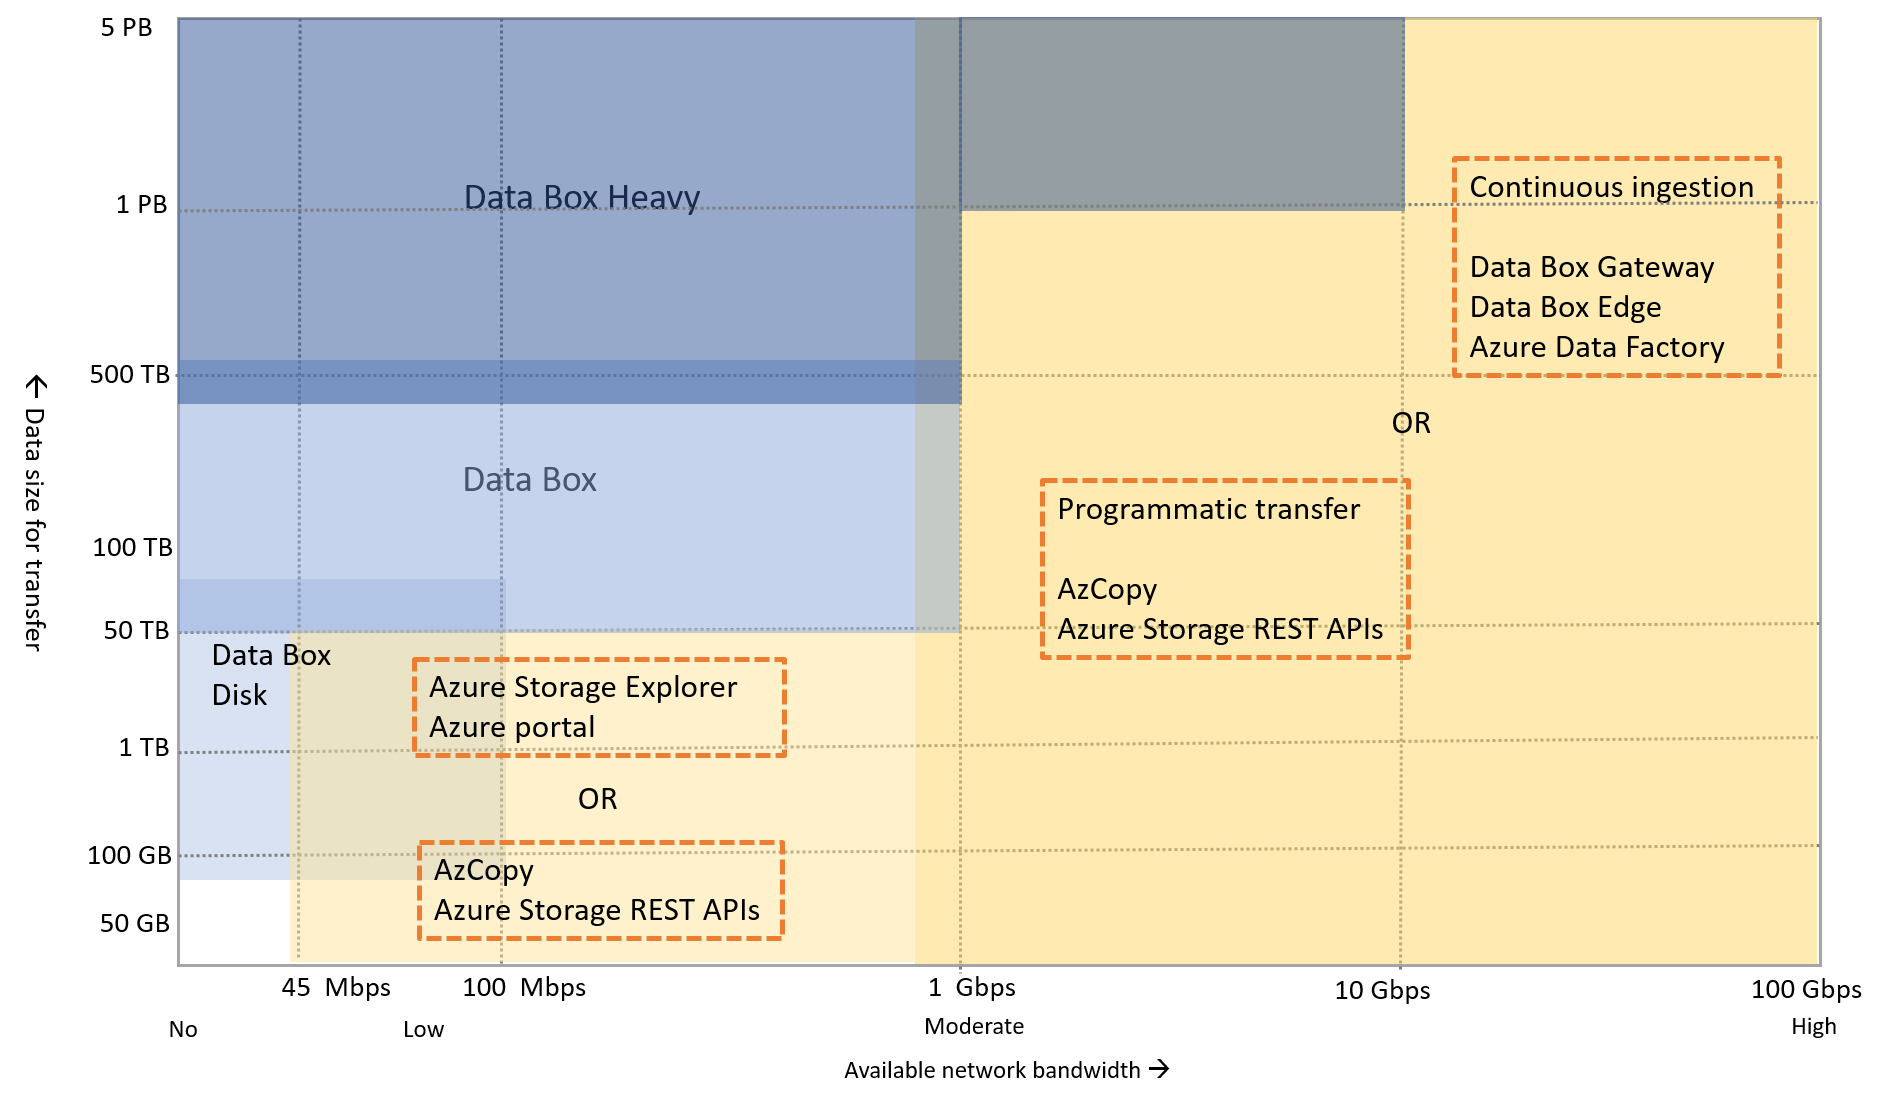 5 PB
1 PB
500 TB
100 TB
50 TB
1 TB
100 GB
50 GB
← Data size for transfer
Data Box Heavy
Data Box
Data Box
Disk
Azure Storage Explorer
Azure portal
OR
AzCopy
Azure Storage REST APIs
Continuous ingestion
Data Box Gateway
Data Box Edge
Azure Data Factory
OR
Programmatic transfer
AzCopy
Azure Storage REST APIs
45 Mbps
100 Mbps
1 Gbps
10 Gbps
100 Gbps
No
Low
Moderate
High
Available network bandwidth →